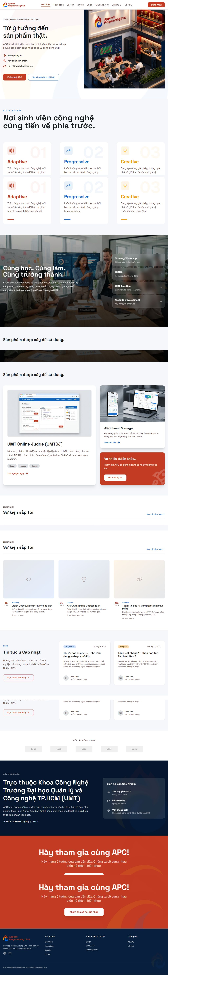 Applied
Programming Club
Giới thiệu
Hoạt động
Sự kiện
Tin tức
Dự án
Gia nhập APC
UMTOJ
Về APC
Đăng nhập
APPLIED PROGRAMMING CLUB · UMT
Từ ý tưởng đến
sản phẩm thật.
APC là nơi sinh viên cùng học hỏi, thử nghiệm và xây dựng
những sản phẩm công nghệ phục vụ cộng đồng UMT.
Học qua dự án
Xây dựng sản phẩm
Kết nối workshop/contest
Khám phá APC
Xem hoạt động nổi bật
Applied
Programming Club
GIÁ TRỊ CỐT LÕI
Nơi sinh viên công nghệ
cùng tiến về phía trước.
01
Adaptive
Thích ứng nhanh với công nghệ mới
và môi trường thay đổi liên tục, linh
02
Progressive
Luôn hướng tới sự tiến bộ, học hỏi
liên tục và cải tiến không ngừng
03
Creative
Sáng tạo trong giải pháp, không ngại
phá vỡ giới hạn để đem lại giá trị
01
Adaptive
Thích ứng nhanh với công nghệ mới
và môi trường thay đổi liên tục, linh
hoạt trong cách tiếp cận vấn đề.
02
Progressive
Luôn hướng tới sự tiến bộ, học hỏi
liên tục và cải tiến không ngừng
trong mọi dự án.
03
Creative
Sáng tạo trong giải pháp, không ngại
phá vỡ giới hạn để đem lại giá trị
thực tiễn cho cộng đồng.
Cùng học. Cùng làm.
Cùng trưởng thành.
Khám phá các hoạt động đa dạng tại APC, nơi bạn có thể rèn luyện kỹ
năng thực chiến và xây dựng portfolio ấn tượng. Tham gia ngay để
nâng tầm kỹ năng cùng cộng đồng công nghệ UMT.
Training/Workshop
Chia sẻ kiến thức chuyên sâu.
UMTOJ
Hệ thống chấm bài tự động.
UMT TechGen
Ươm mầm tài năng công nghệ.
Website Development
Xây dựng giải pháp web.
TEAMWORK
Sản phẩm được xây để sử dụng.
Sản phẩm được xây để sử dụng.
UMT Online Judge
Dashboard
UMT Online Judge (UMTOJ)
Nền tảng chấm bài tự động và luyện tập lập trình thi đấu dành riêng cho sinh
viên UMT. Hệ thống hỗ trợ đa ngôn ngữ, phân loại độ khó và bảng xếp hạng
realtime.
React
Node.js
Docker
Trải nghiệm ngay
APC Event Manager
Hệ thống quản lý sự kiện, điểm danh và cấp certificate tự
động cho các hoạt động của câu lạc bộ.
Xem chi tiết
Và nhiều dự án khác...
Tham gia APC để cùng hiện thực hóa ý tưởng của
bạn.
Đề xuất dự án
LỊCH TRÌNH
Sự kiện sắp tới
Xem tất cả sự kiện
LỊCH TRÌNH
Sự kiện sắp tới
Xem tất cả sự kiện
15
THG 11
Workshop
Clean Code & Design Pattern cơ bản
Hướng dẫn viết code sạch, dễ bảo trì và áp dụng
các mẫu thiết kế phổ biến trong thực t...
14:00 - 17:00
22
THG 11
Cuộc thi
APC Algorithmic Challenge #4
Cuộc thi giải thuật định kỳ hàng tháng trên nền
tảng UMTOJ. Cơ hội cọ xát và nhận giải...
Lab Công Nghệ UMT
05
THG 12
Tech Talk
Tương lai của AI trong lập trình phần
mềm
Giao lưu cùng chuyên gia AI từ FPT Software về xu
hướng ứng dụng AI trong quy trình phá...
Hội trường A
BLOG
Tin tức & Cập nhật
Những bài viết chuyên môn, chia sẻ kinh
nghiệm và thông báo mới nhất từ Ban Chủ
Nhiệm APC.
Đọc thêm trên Blog
Chuyên môn
10 Thg 11, 2024
Tối ưu hóa query SQL cho ứng
dụng web quy mô lớn
Một số tips và tricks thực tế từ dự án UMTOJ để
giảm thời gian phản hồi của database xuống dưới
50ms khi xử lý hàng ngàn request đồng thời.
TN
Trần Nam
Trưởng ban Kỹ thuật
Thông báo
05 Thg 11, 2024
Tổng kết chặng 1 - Khóa đào tạo
Tân binh Gen 3
Nhìn lại 4 tuần đầu tiên đầy thử thách và nhiệt
huyết của các thành viên mới. 100% hoàn thành
project cá nhân giai đoạn 1.
MA
Minh Anh
Ban Truyền thông
Nhiệm APC.
Đọc thêm trên Blog
50ms khi xử lý hàng ngàn request đồng thời.
TN
Trần Nam
Trưởng ban Kỹ thuật
project cá nhân giai đoạn 1.
MA
Minh Anh
Ban Truyền thông
ĐỐI TÁC ĐỒNG HÀNH
Logo
Logo
Logo
Logo
Logo
ĐƠN VỊ CHỦ QUẢN
Trực thuộc Khoa Công Nghệ
Trường Đại học Quản lý và
Công nghệ TP.HCM (UMT)
APC hoạt động dưới sự hướng dẫn chuyên môn và bảo trợ trực tiếp từ Ban Chủ
nhiệm Khoa Công Nghệ, đảm bảo định hướng phát triển học thuật và ứng dụng
thực tiễn chuẩn xác nhất.
Tìm hiểu về Khoa Công Nghệ UMT
Liên hệ Ban Chủ Nhiệm
ThS. Nguyễn Văn A
Giảng viên Cố vấn
Email liên hệ
apc@umt.edu.vn
Văn phòng CLB
Phòng Lab Công Nghệ (Tầng 3), Tòa nhà UMT
Hãy tham gia cùng APC!
Hãy mang ý tưởng của bạn đến đây. Chúng ta sẽ cùng nhau
biến nó thành hiện thực.
Hãy tham gia cùng APC!
Hãy mang ý tưởng của bạn đến đây. Chúng ta sẽ cùng nhau
biến nó thành hiện thực.
Khám phá cơ hội gia nhập
Applied
Programming Club
CLB Lập trình Ứng dụng UMT - Nơi kiến tạo
những giá trị thực qua công nghệ.
Khám phá
Giới thiệu
Hoạt động
Sự kiện
Tin tức
Sản phẩm & Cơ hội
Dự án
UMTOJ
Gia nhập APC
Thông tin
Về APC
Liên hệ
© 2024 Applied Programming Club - Khoa Công Nghệ - UMT